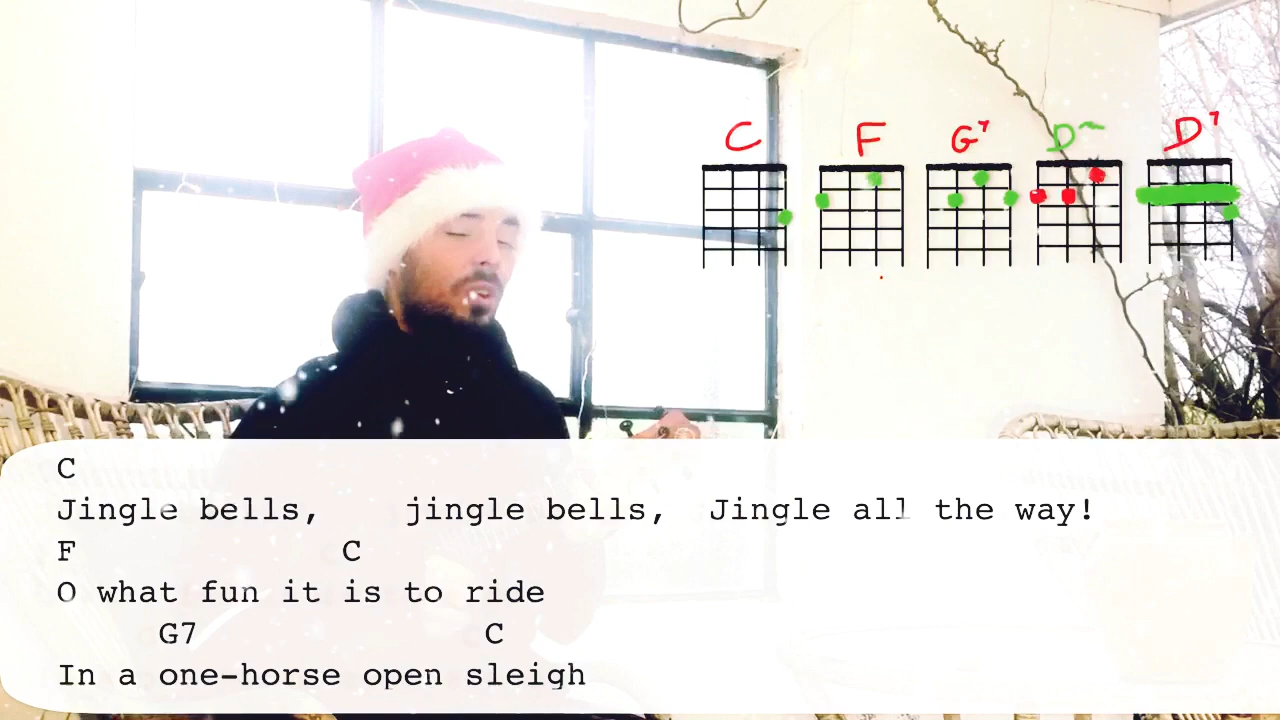 C F G7 Dm D7
C
Jingle bells, jingle bells, Jingle all the way!
F C
O what fun it is to ride
G7 C
In a one-horse open sleigh